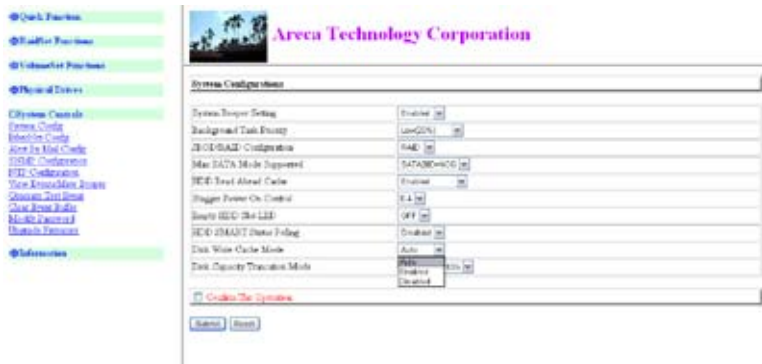 Quick Function
RaidSet Functions
VolumeSet Functions
Physical Drives
System Controls
System Config
EtherNet Config
Alert By Mail Config
SNMP Configuration
NTP Configuration
View Events/Mute Beeper
Generate Test Event
Clear Event Buffer
Modify Password
Upgrade Firmware
Information
Areca Technology Corporation
System Configurations
System Beeper Setting Enabled
Background Task Priority Low(20%)
JBOD/RAID Configuration RAID
Max SATA Mode Supported SATA300+NCQ
HDD Read Ahead Cache Enabled
Stagger Power On Control 0.4
Empty HDD Slot LED OFF
HDD SMART Status Polling Disabled
Disk Write Cache Mode Auto
Auto
Enabled
Disabled
Disk Capacity Truncation Mode
Confirm The Operation
Submit Reset